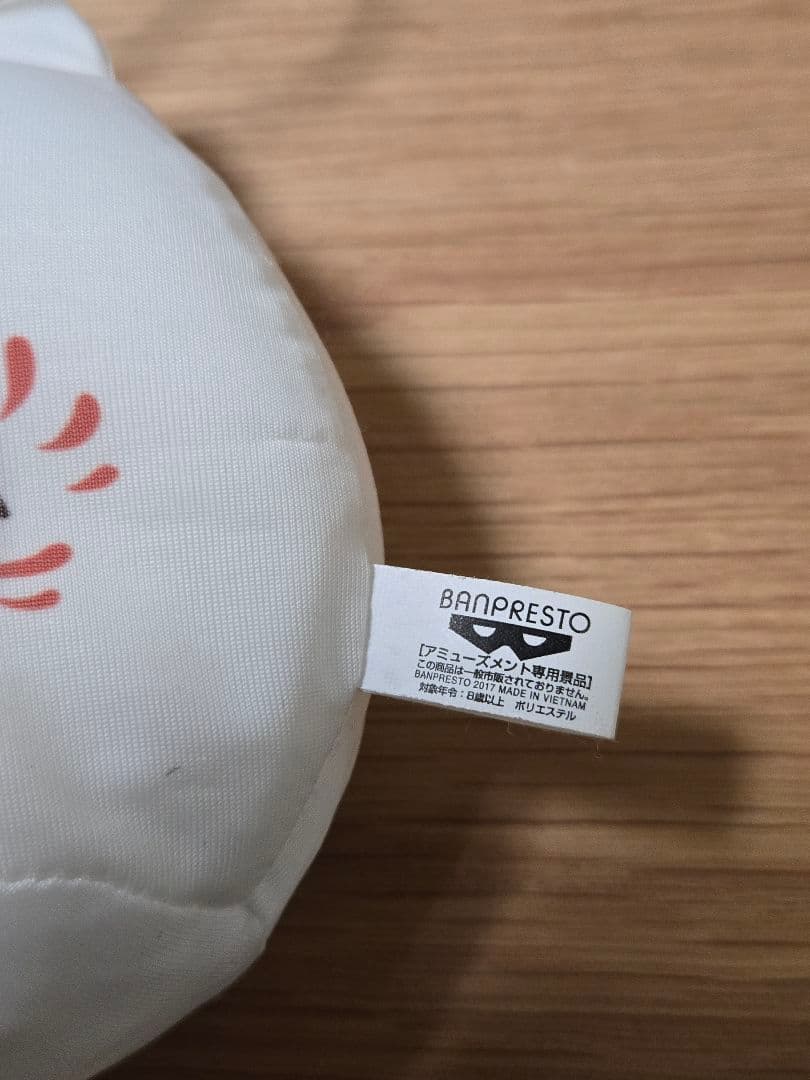 BANPRESTO
[アミューズメント専用景品]
この商品は一般市販されておりません。
BANPRESTO 2017 MADE IN VIETNAM
対象年令:8歳以上 ポリエステル